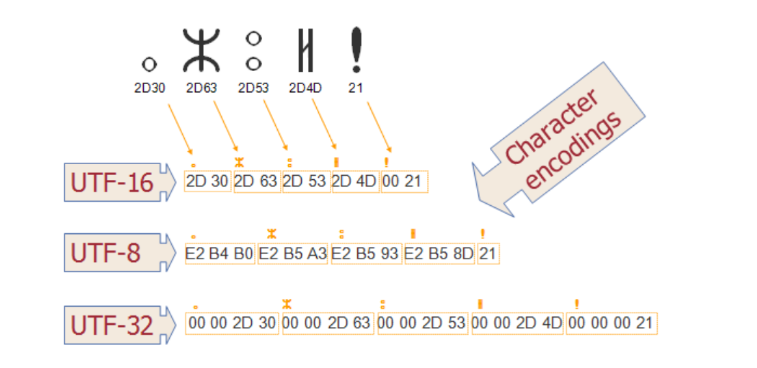 ⴰ ⵣ ⵓ ⵍ !
2D30 2D63 2D53 2D4D 21
Character
encodings
ⴰ ⵣ ⵓ ⵍ !
UTF-16 2D 30 2D 63 2D 53 2D 4D 00 21
ⴰ ⵣ ⵓ ⵍ !
UTF-8 E2 B4 B0 E2 B5 A3 E2 B5 93 E2 B5 8D 21
ⴰ ⵣ ⵓ ⵍ !
UTF-32 00 00 2D 30 00 00 2D 63 00 00 2D 53 00 00 2D 4D 00 00 00 21